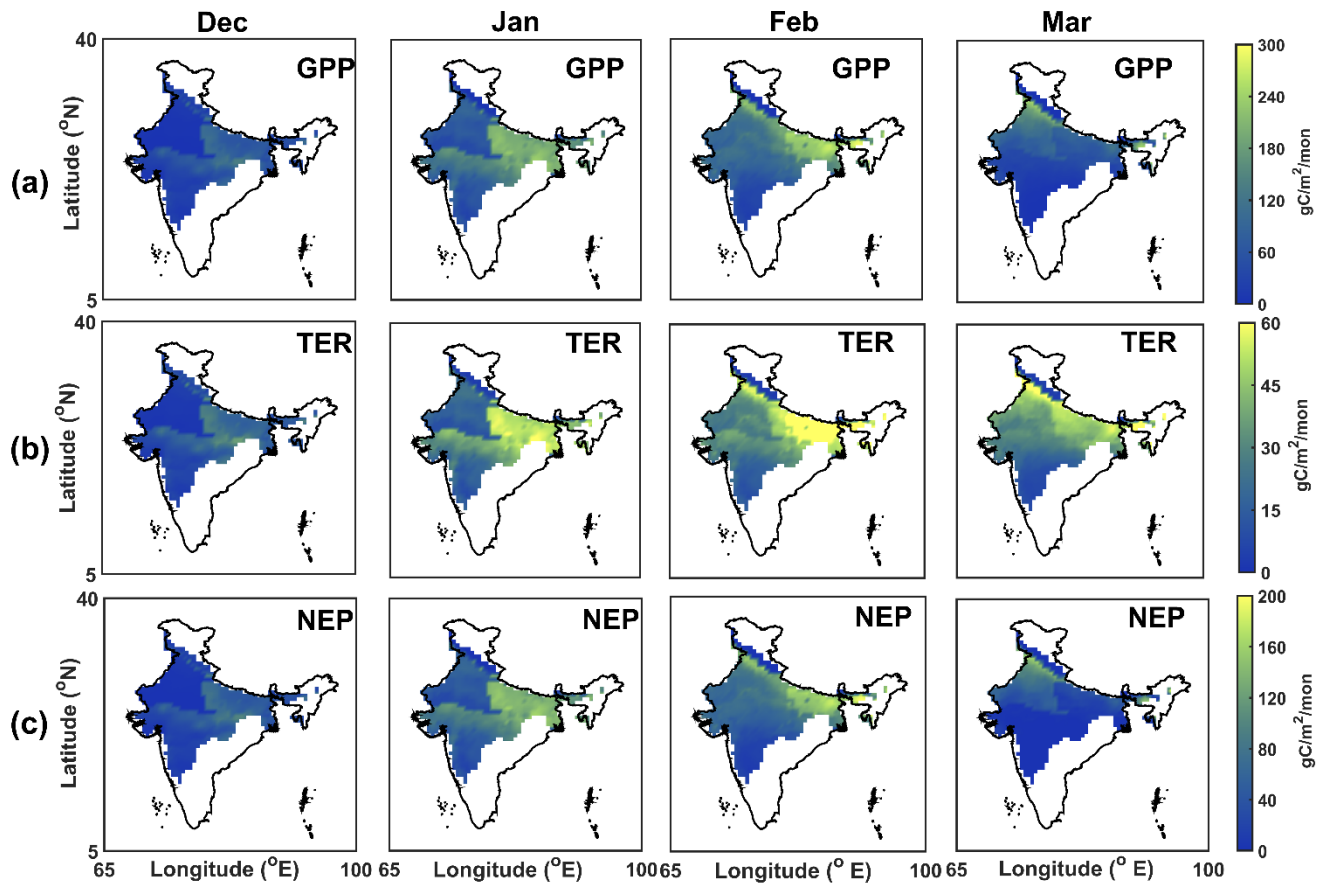 Dec Jan Feb Mar
(a)
Latitude (°N)
40
5
GPP GPP GPP GPP
300
240
180
120
60
0
gC/m²/mon
(b)
Latitude (°N)
40
5
TER TER TER TER
60
45
30
15
0
gC/m²/mon
(c)
Latitude (°N)
40
5
NEP NEP NEP NEP
200
160
120
80
40
0
gC/m²/mon
65 Longitude (°E) 100 Longitude (°E) 100
65 Longitude (° E) 100
65 Longitude (°E) 100